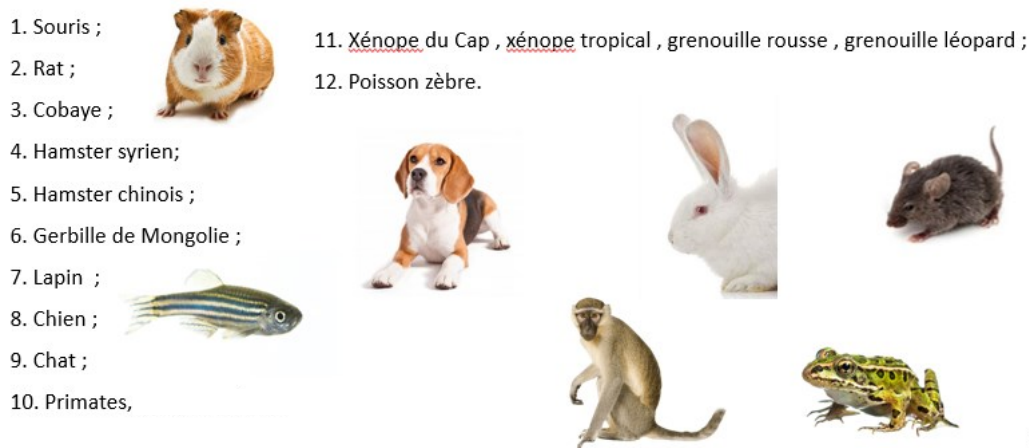 1. Souris ;
2. Rat ;
3. Cobaye ;
4. Hamster syrien;
5. Hamster chinois ;
6. Gerbille de Mongolie ;
7. Lapin  ;
8. Chien ;
9. Chat ;
10. Primates,
11. Xénope du Cap , xénope tropical , grenouille rousse , grenouille léopard ;
12. Poisson zèbre.